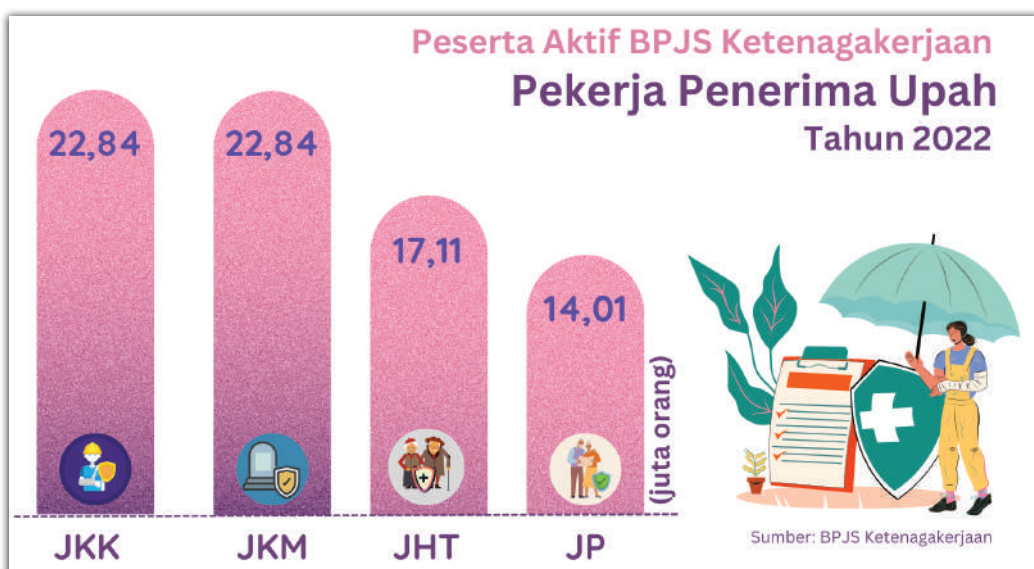 Peserta Aktif BPJS Ketenagakerjaan
Pekerja Penerima Upah
Tahun 2022
22,84
22,84
17,11
14,01
(juta orang)
JKK
JKM
JHT
JP
Sumber: BPJS Ketenagakerjaan